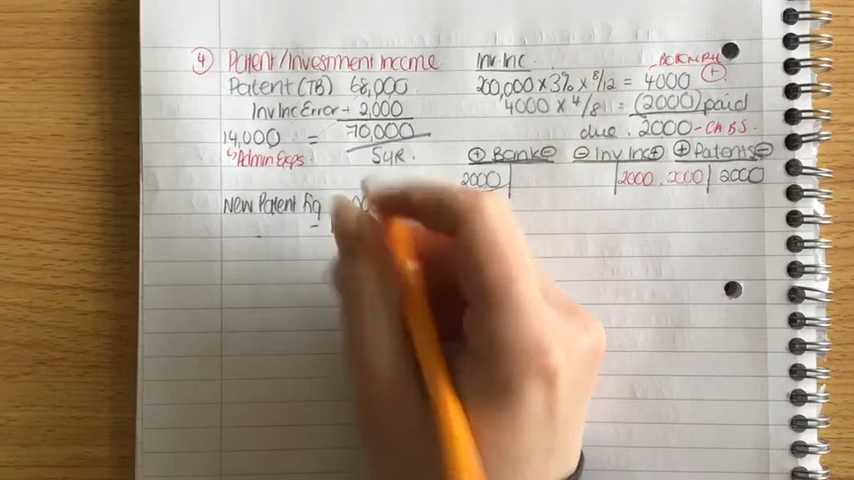 ④ Patent/Investment Income
Patent (TB) 68,000
Inv Inc Error + 2,000
14,000 = 70,000
↳Admin Exps. 5yR.
New Patent fig
Inv. Inc
200,000 x 3% x 8/12 = 4000 +
4000 x 4/8 = (2000) paid
due. 2000 - CA BS.
+ Bank - - Inv Inc + + Patents -
2000 2000, 2000 2000